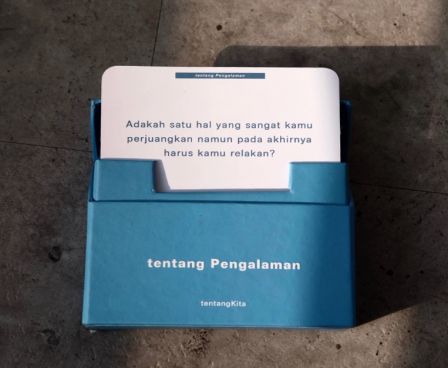 tentang Pengalaman
Adakah satu hal yang sangat kamu
perjuangkan namun pada akhirnya
harus kamu relakan?
tentang Pengalaman
tentangKita